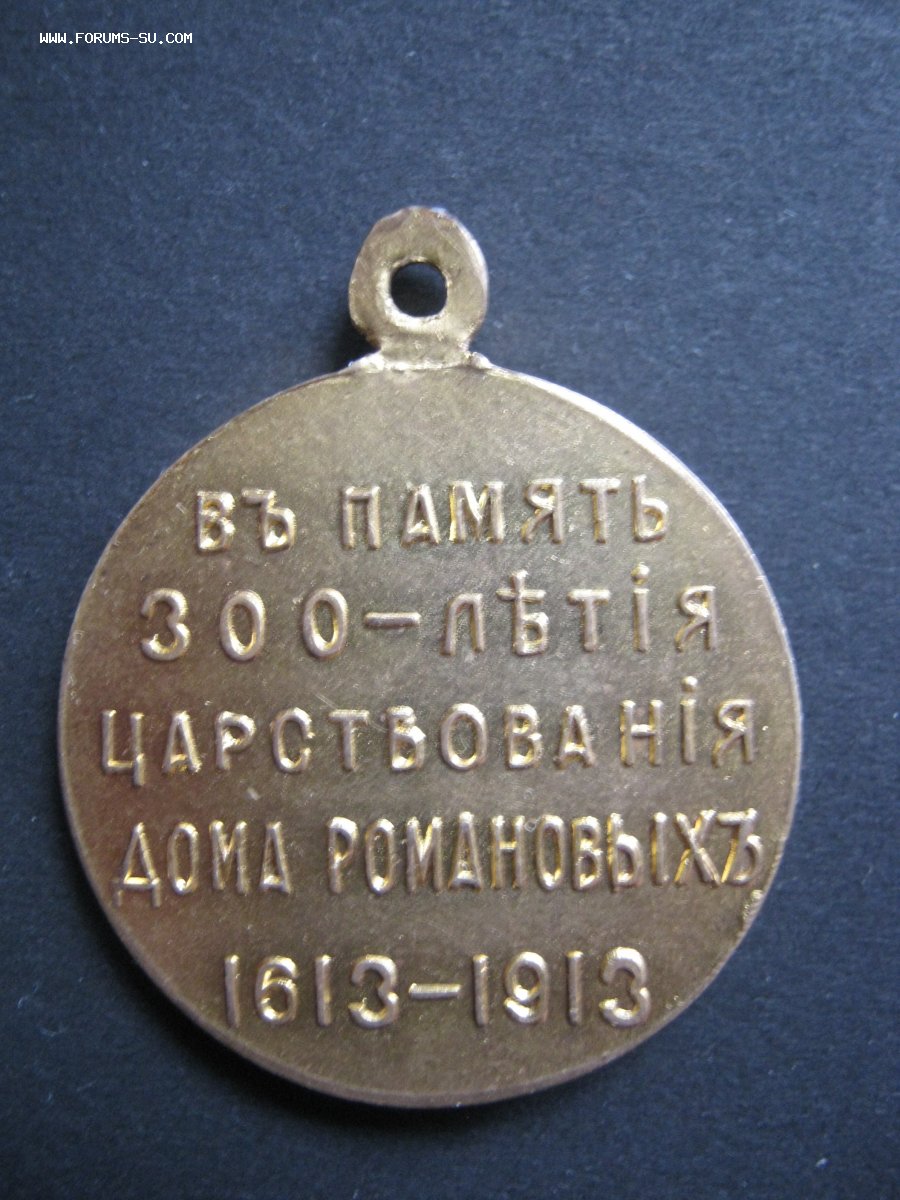 WWW.FORUMS-SU.COM
ВЪ ПАМЯТЬ
300-ЛѢТІЯ
ЦАРСТВОВАНІЯ
ДОМА РОМАНОВЫХЪ
1613-1913